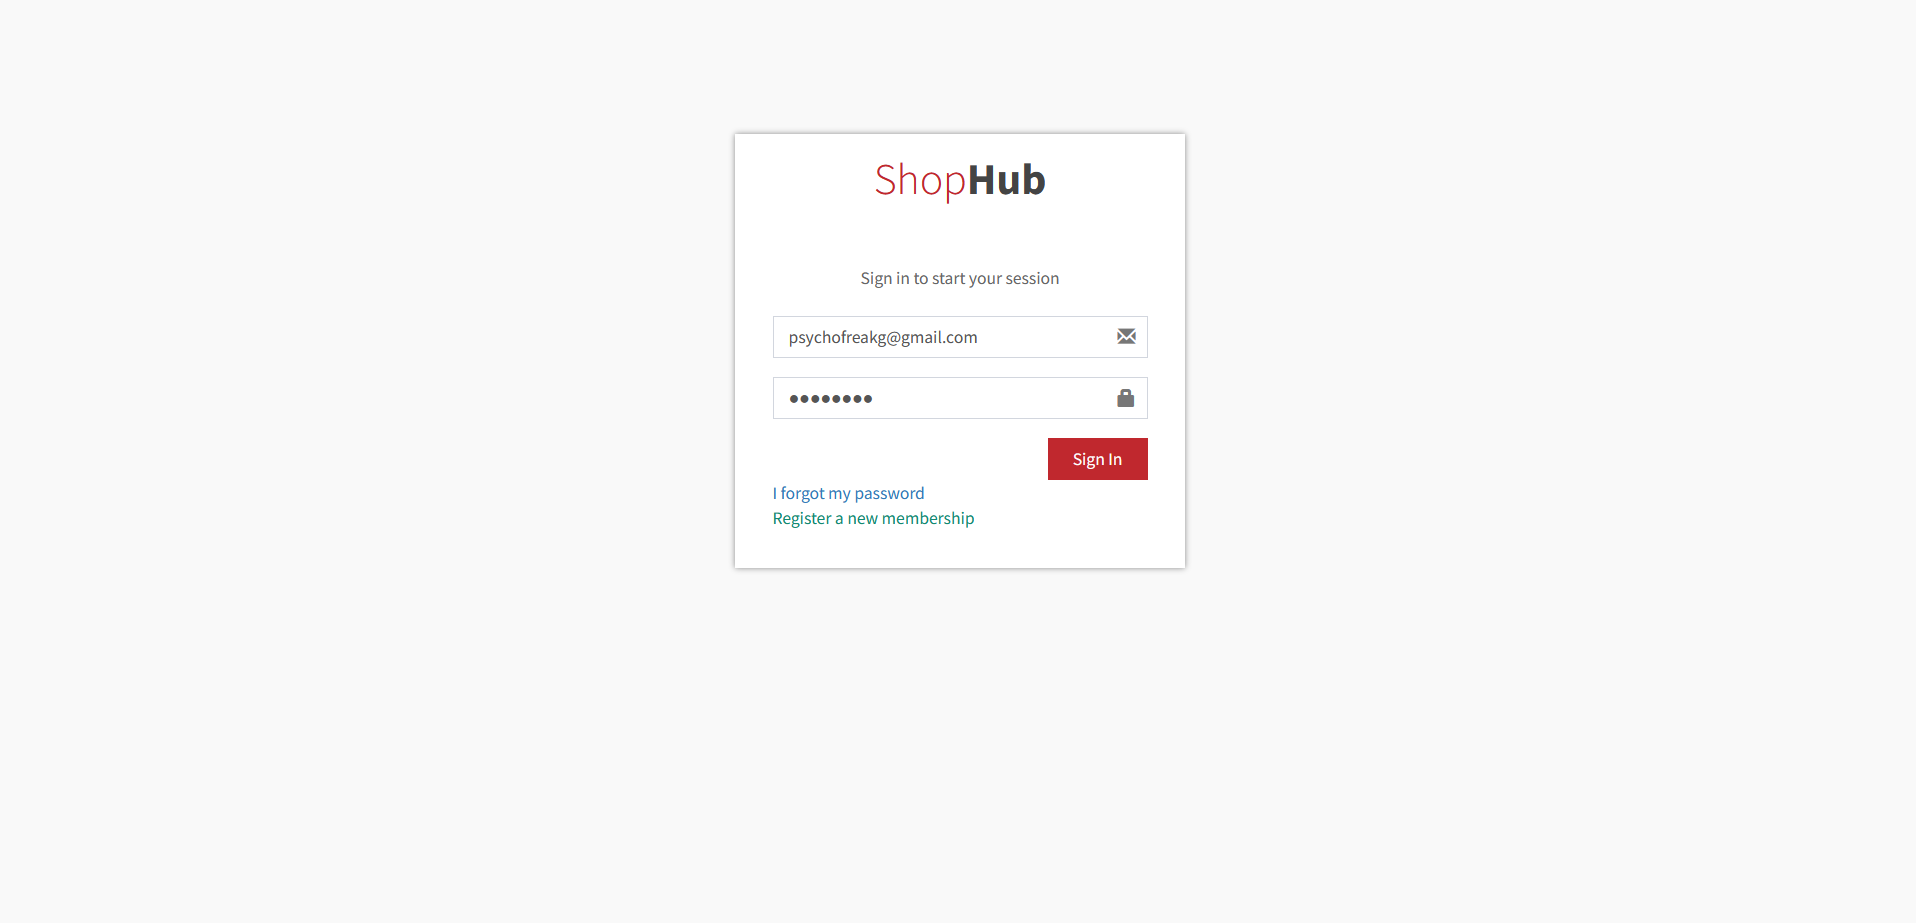 ShopHub
Sign in to start your session
psychofreakg@gmail.com
••••••••
Sign In
I forgot my password
Register a new membership